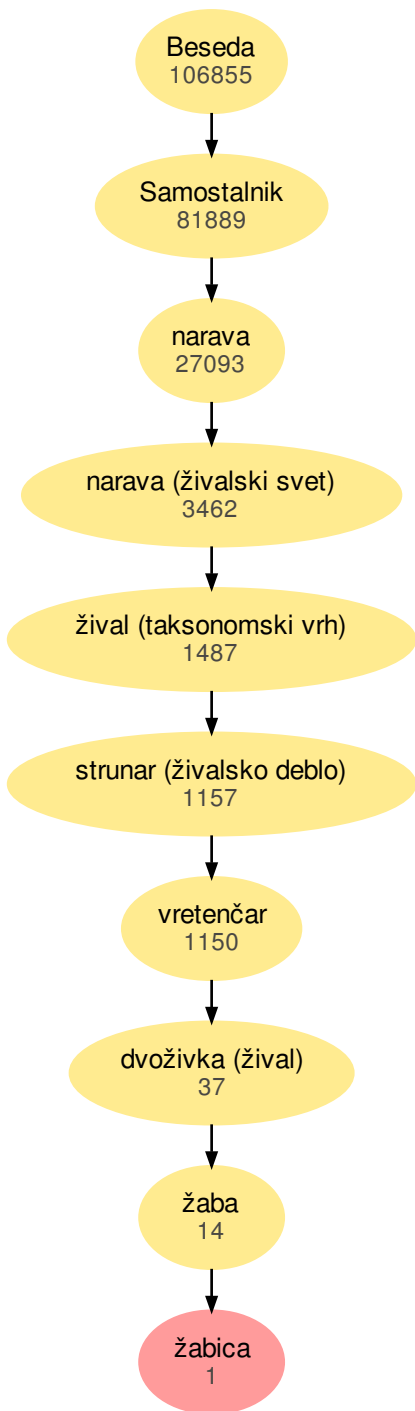 Beseda
106855
Samostalnik
81889
narava
27093
narava (živalski svet)
3462
žival (taksonomski vrh)
1487
strunar (živalsko deblo)
1157
vretenčar
1150
dvoživka (žival)
37
žaba
14
žabica
1